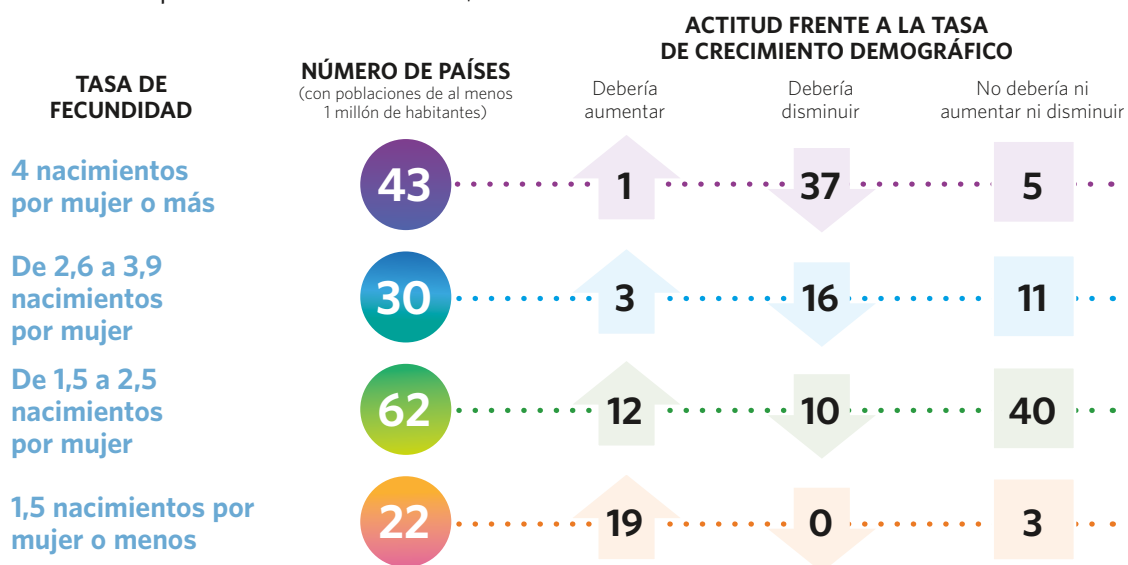 ACTITUD FRENTE A LA TASA
DE CRECIMIENTO DEMOGRÁFICO
TASA DE
FECUNDIDAD
NÚMERO DE PAÍSES
(con poblaciones de al menos
1 millón de habitantes)
Debería
aumentar
Debería
disminuir
No debería ni
aumentar ni disminuir
4 nacimientos
por mujer o más
43
1
37
5
De 2,6 a 3,9
nacimientos
por mujer
30
3
16
11
De 1,5 a 2,5
nacimientos
por mujer
62
12
10
40
1,5 nacimientos por
mujer o menos
22
19
0
3